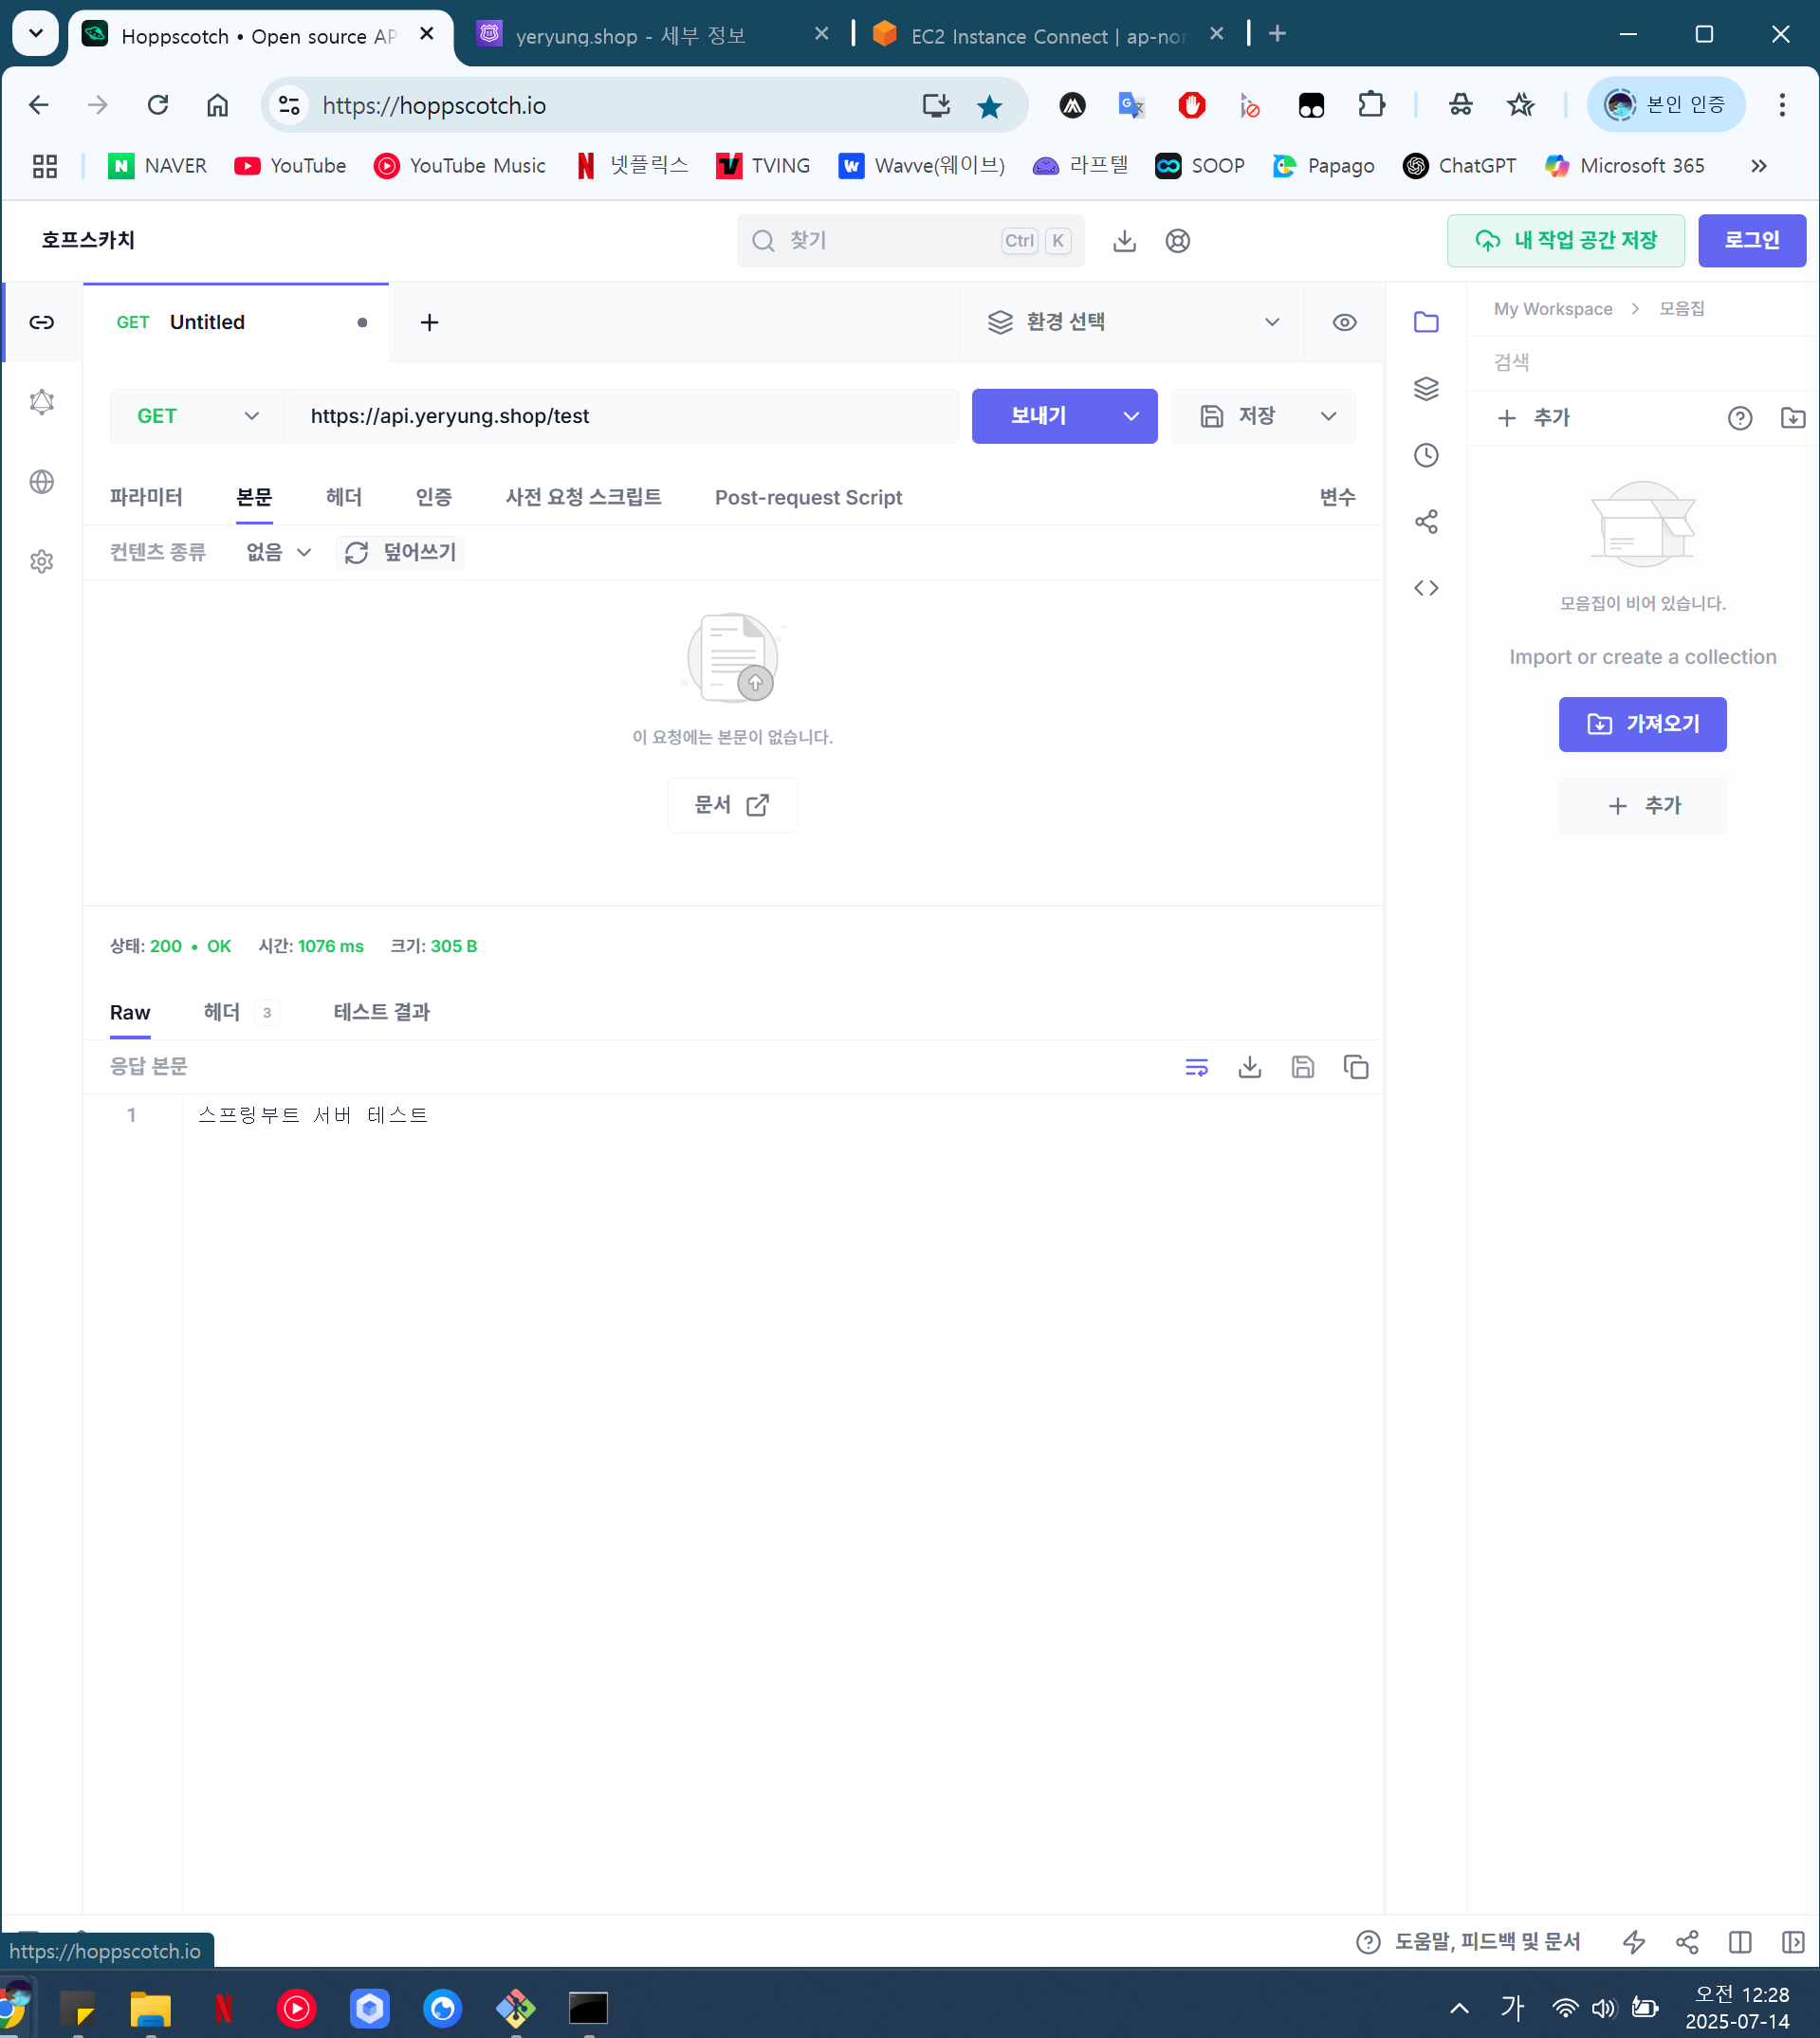 Hoppscotch • Open source AP
yeryung.shop - 세부 정보
EC2 Instance Connect | ap-nor
https://hoppscotch.io
본인 인증
NAVER
YouTube
YouTube Music
넷플릭스
TVING
Wavve(웨이브)
라프텔
SOOP
Papago
ChatGPT
Microsoft 365
호프스카치
찾기
Ctrl K
내 작업 공간 저장
로그인
GET Untitled
환경 선택
My Workspace > 모음집
검색
GET
https://api.yeryung.shop/test
보내기
저장
추가
파라미터
본문
헤더
인증
사전 요청 스크립트
Post-request Script
변수
컨텐츠 종류
없음
덮어쓰기
이 요청에는 본문이 없습니다.
문서
모음집이 비어 있습니다.
Import or create a collection
가져오기
추가
상태: 200 • OK
시간: 1076 ms
크기: 305 B
Raw
헤더 3
테스트 결과
응답 본문
1
스프링부트 서버 테스트
https://hoppscotch.io
도움말, 피드백 및 문서
가
오전 12:28
2025-07-14